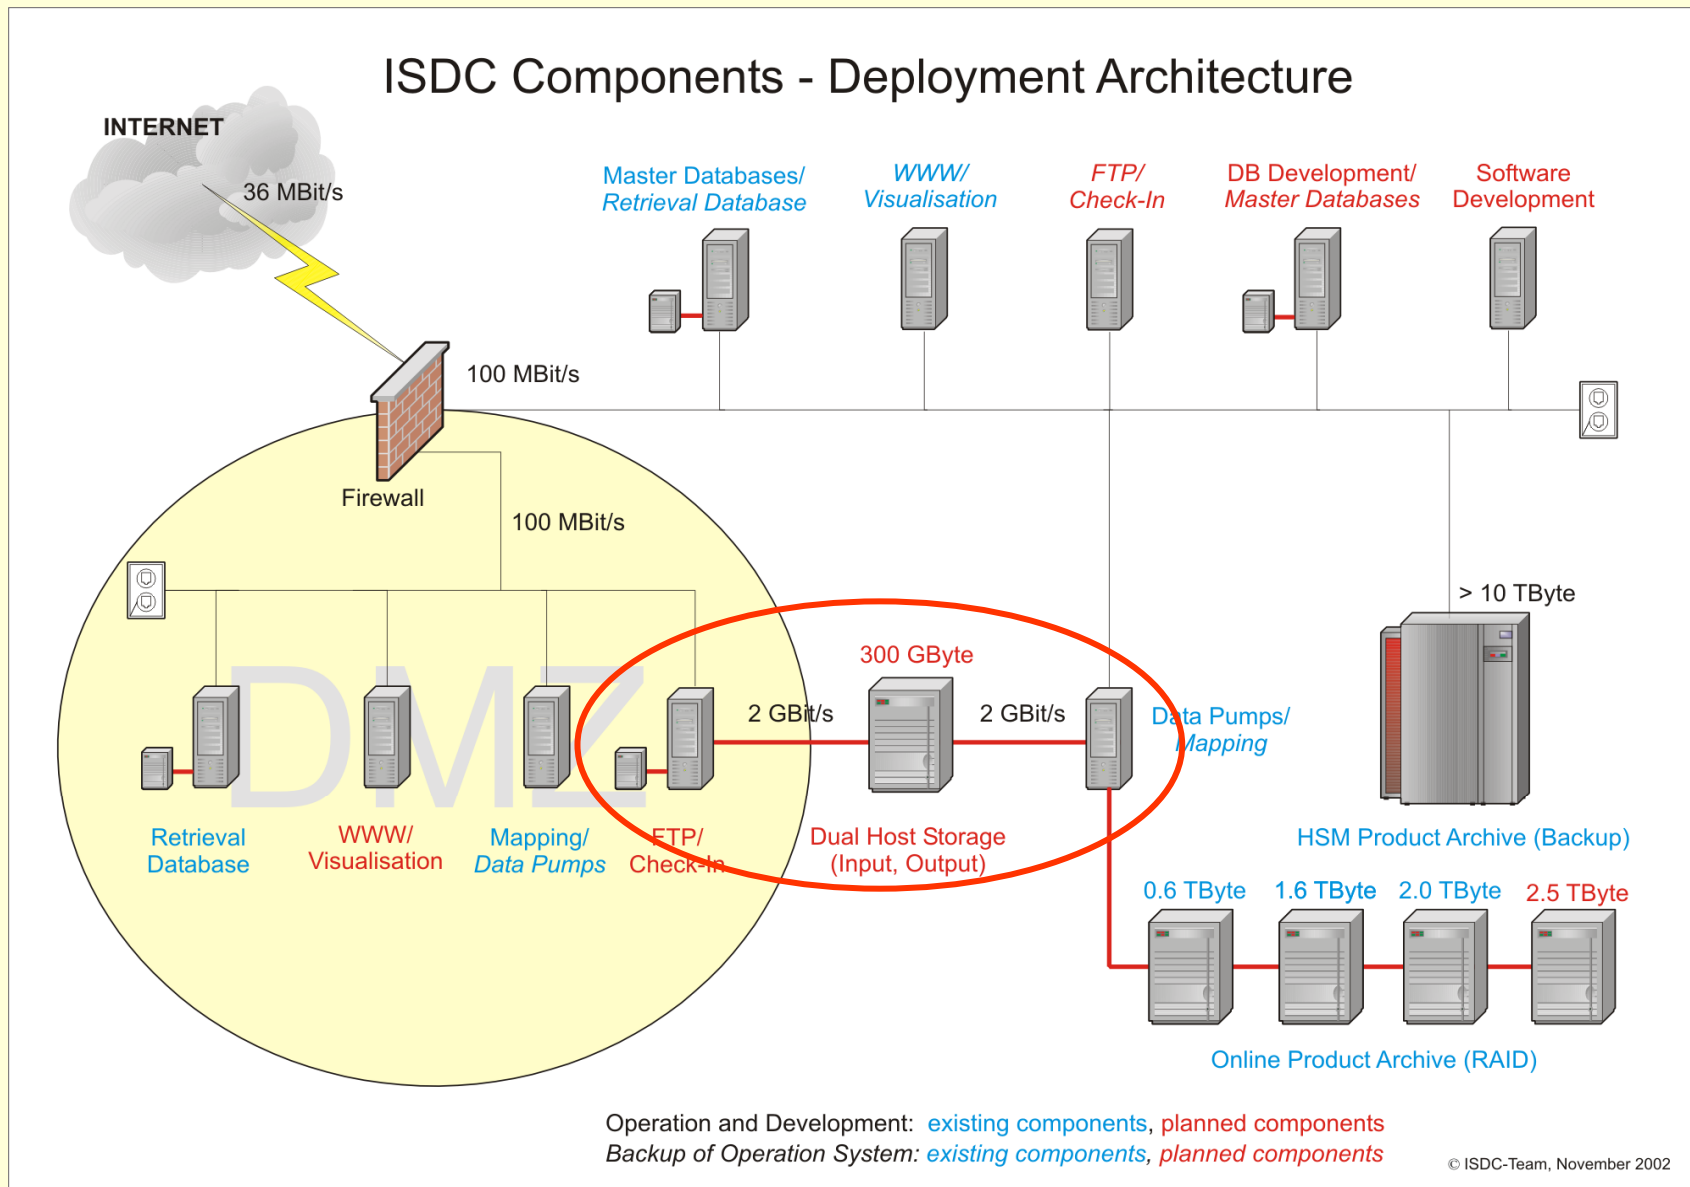 ISDC Components - Deployment Architecture
INTERNET
36 MBit/s
Master Databases/
Retrieval Database
WWW/
Visualisation
FTP/
Check-In
DB Development/
Master Databases
Software
Development
100 MBit/s
Firewall
100 MBit/s
> 10 TByte
DMZ
300 GByte
2 GBit/s
2 GBit/s
Data Pumps/
Mapping
Retrieval
Database
WWW/
Visualisation
Mapping/
Data Pumps
FTP/
Check-In
Dual Host Storage
(Input, Output)
HSM Product Archive (Backup)
0.6 TByte
1.6 TByte
2.0 TByte
2.5 TByte
Online Product Archive (RAID)
Operation and Development: existing components, planned components
Backup of Operation System: existing components, planned components
© ISDC-Team, November 2002